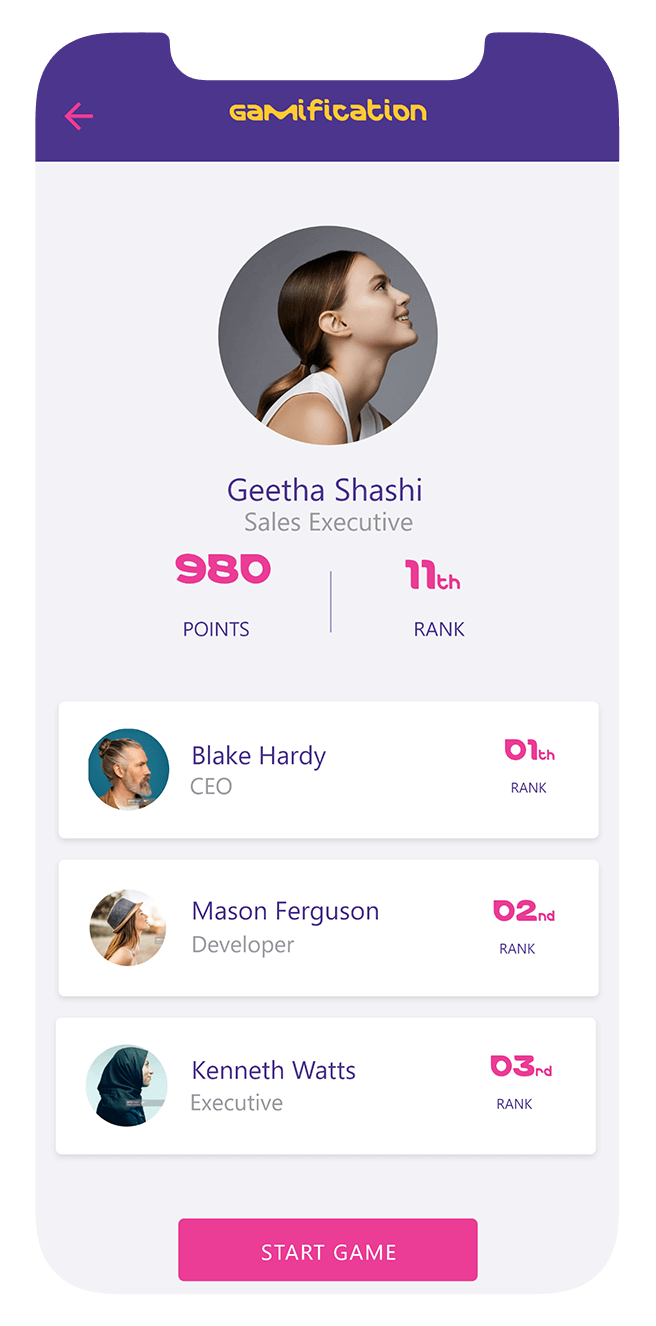 Gamification
Geetha Shashi
Sales Executive
980 11th
POINTS RANK
Blake Hardy 01th
CEO RANK
Mason Ferguson 02nd
Developer RANK
Kenneth Watts 03rd
Executive RANK
START GAME